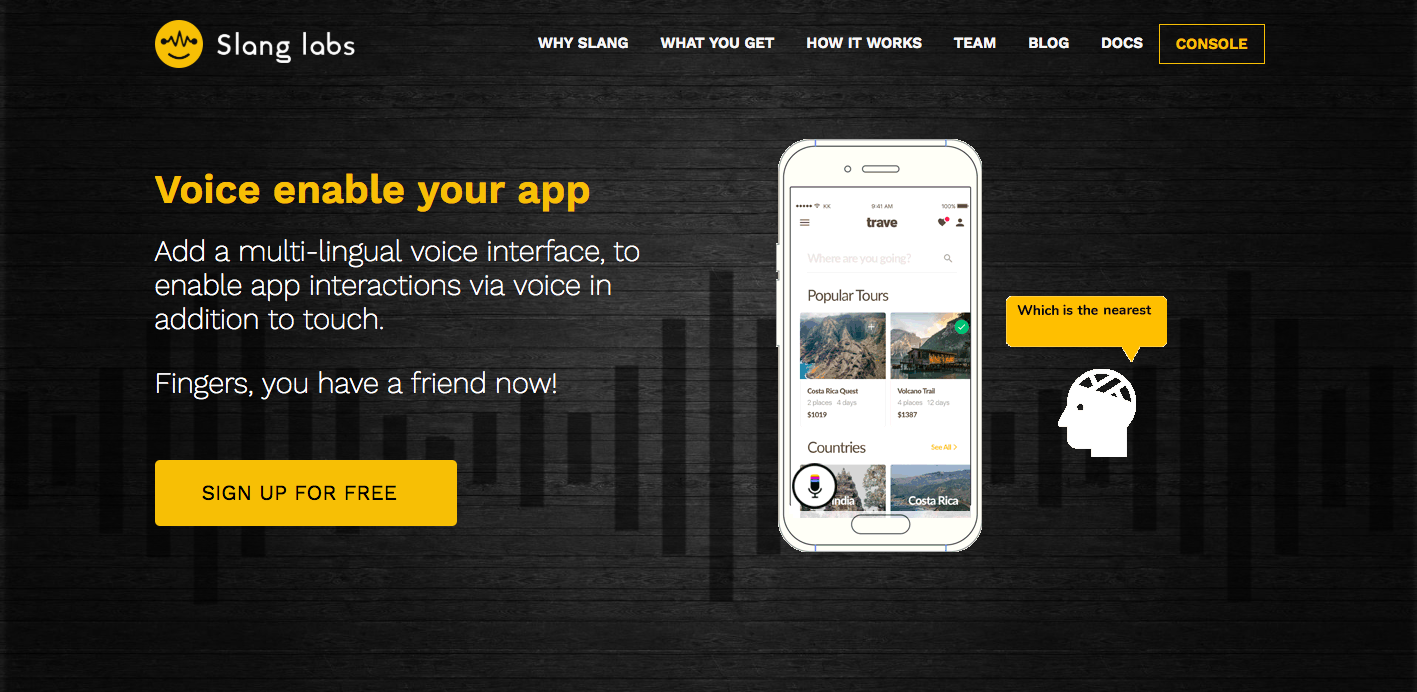 Slang labs
WHY SLANG
WHAT YOU GET
HOW IT WORKS
TEAM
BLOG
DOCS
CONSOLE
Voice enable your app
Add a multi-lingual voice interface, to
enable app interactions via voice in
addition to touch.
Fingers, you have a friend now!
SIGN UP FOR FREE
KK
9:41 AM
100%
trave
Where are you going?
Popular Tours
Costa Rica Quest
2 places 4 days
$1019
Volcano Trail
4 places 12 days
$1387
Countries
See All >
India
Costa Rica
Which is the nearest